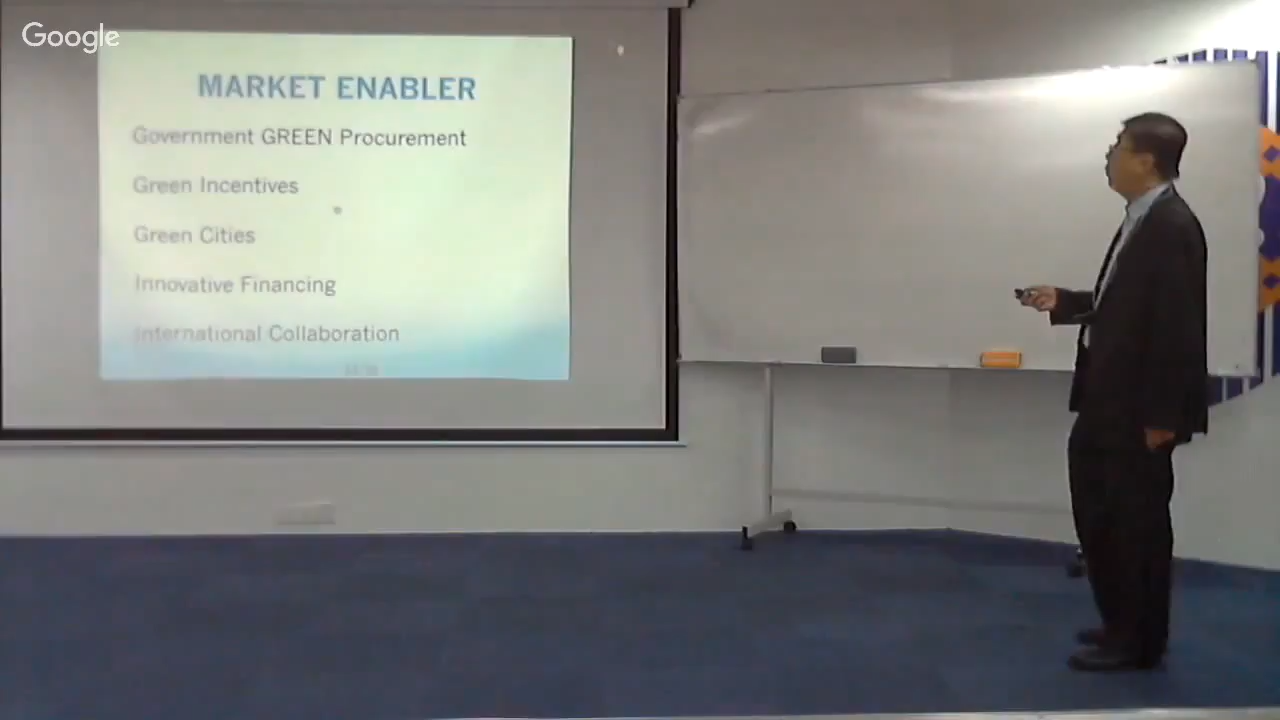 Google
MARKET ENABLER
Government GREEN Procurement
Green Incentives
Green Cities
Innovative Financing
International Collaboration